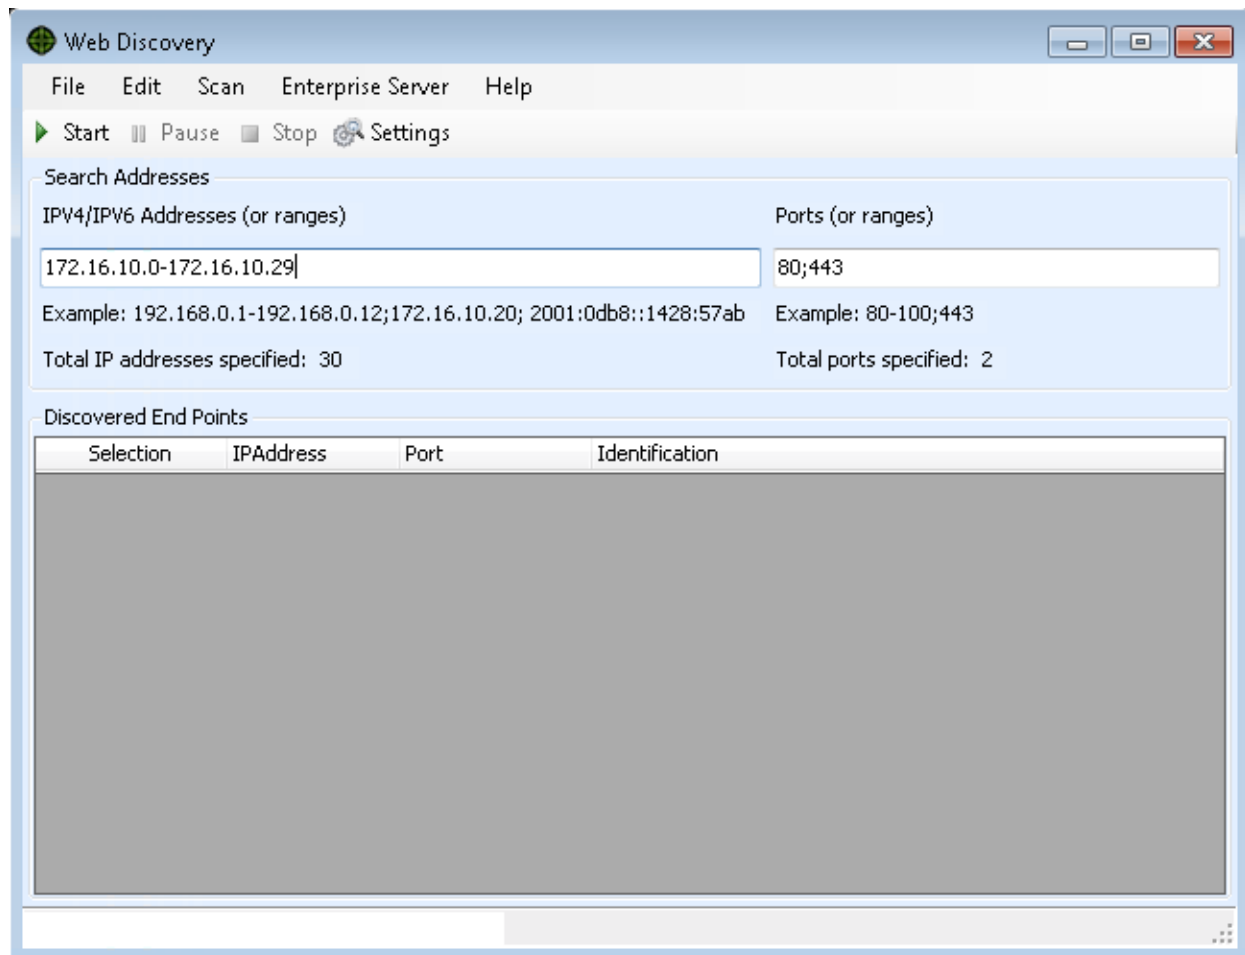 Web Discovery
File Edit Scan Enterprise Server Help
Start Pause Stop Settings
Search Addresses
IPV4/IPV6 Addresses (or ranges) Ports (or ranges)
172.16.10.0-172.16.10.29 80;443
Example: 192.168.0.1-192.168.0.12;172.16.10.20; 2001:0db8::1428:57ab Example: 80-100;443
Total IP addresses specified: 30 Total ports specified: 2
Discovered End Points
Selection IPAddress Port Identification